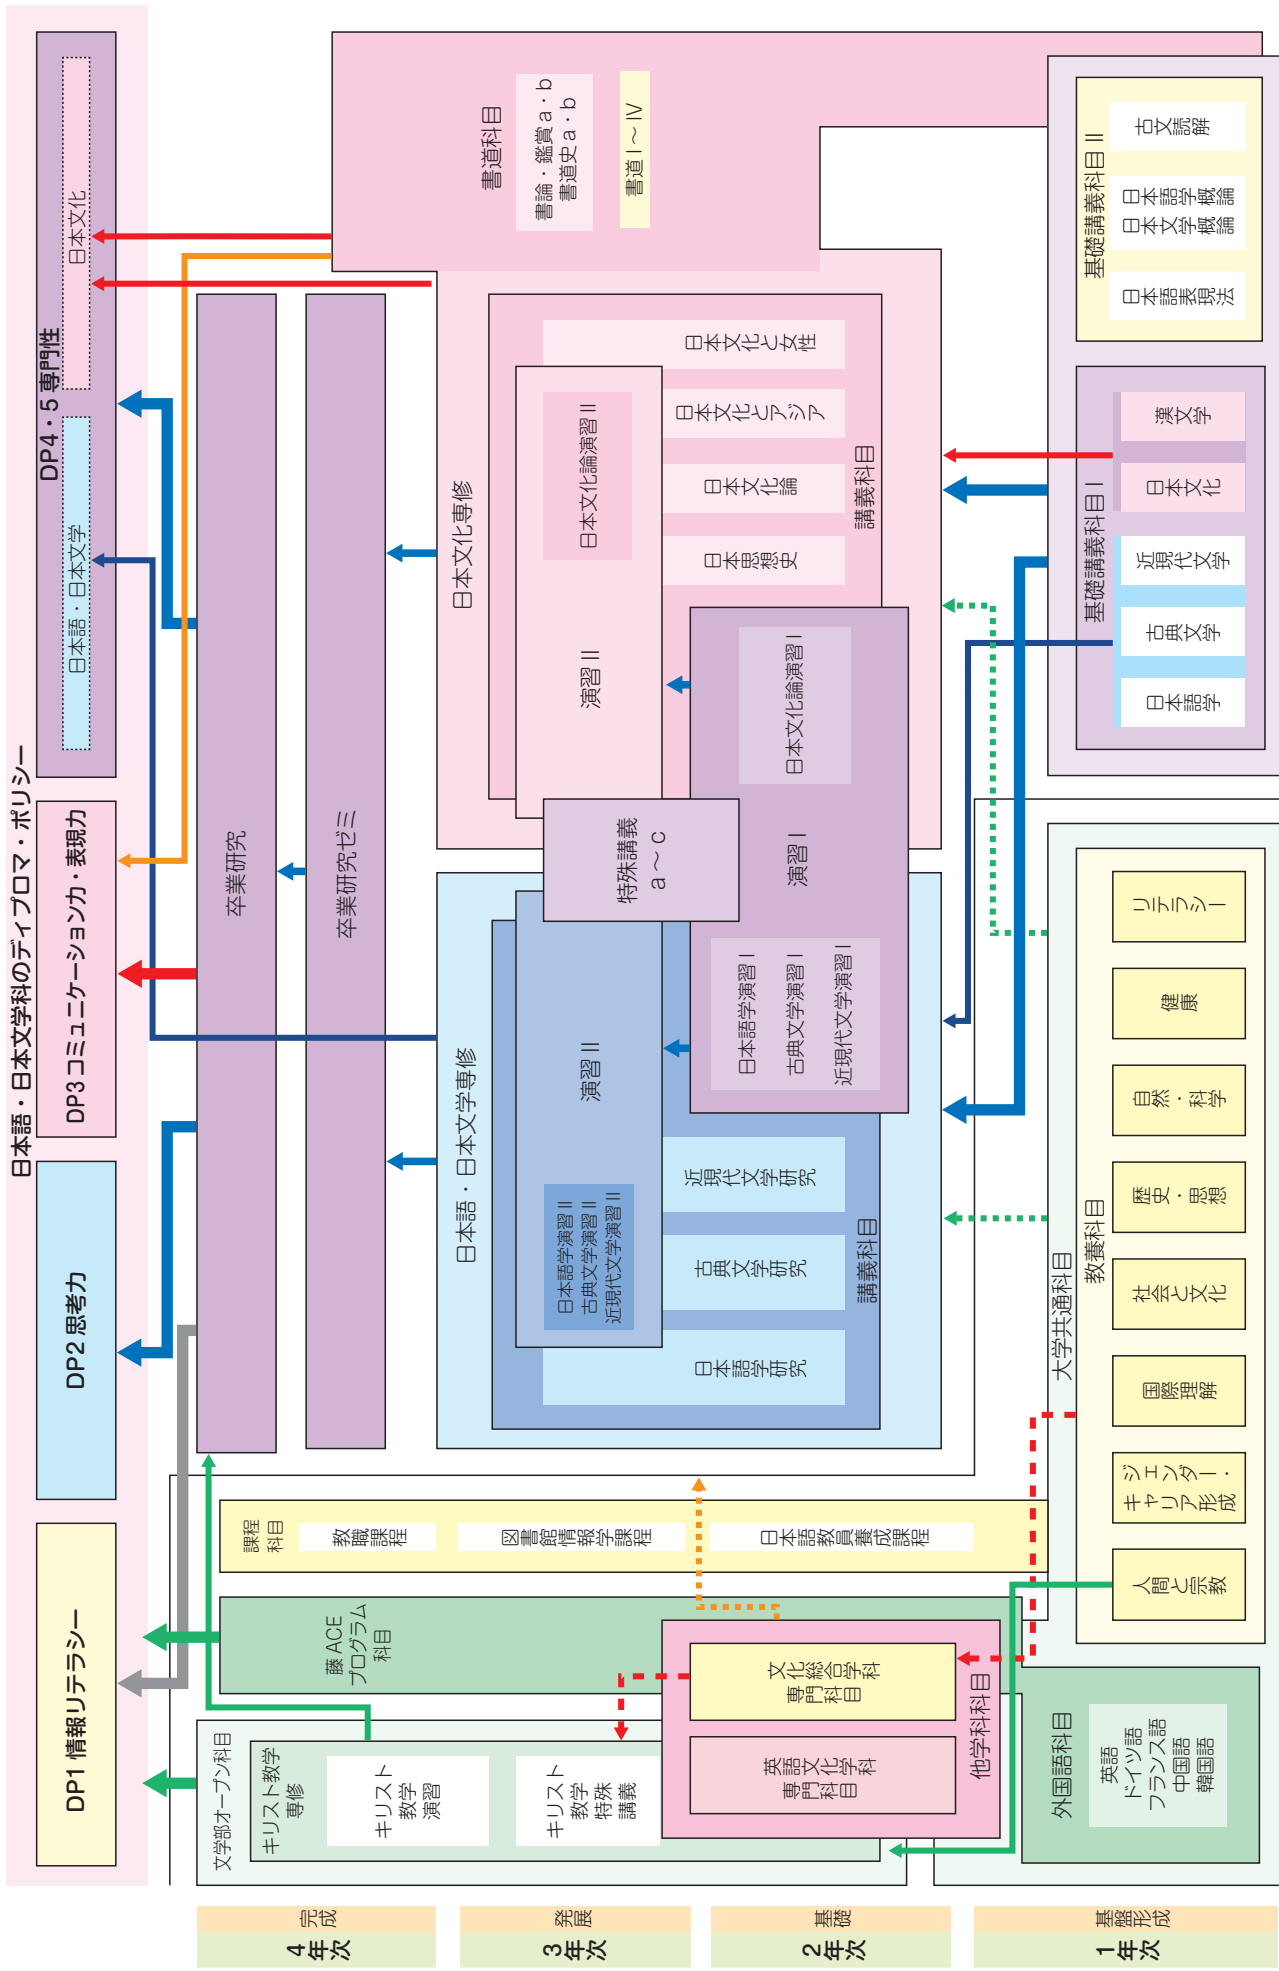 日本語・日本文学科のディプロマ・ポリシー
DP1 情報リテラシー
DP2 思考力
DP3 コミュニケーション力・表現力
DP4・5 専門性
日本語・日本文学
日本文化
4年次
完成
3年次
発展
2年次
基礎
1年次
基盤形成
卒業研究
卒業研究ゼミ
文学部オープン科目
キリスト教学
専修
キリスト
教学
演習
キリスト
教学
特殊
講義
藤 ACE
プログラム
科目
課程
科目
教職課程
図書館情報学課程
日本語教員養成課程
他学科科目
英語文化学科
専門科目
文化総合学科
専門科目
日本語・日本文学専修
演習 II
日本語学演習 II
古典文学演習 II
近現代文学演習 II
日本語学研究
古典文学研究
近現代文学研究
講義科目
特殊講義
a ~ C
演習 I
日本語学演習 I
古典文学演習 I
近現代文学演習 I
日本文化論演習 I
日本文化専修
演習 II
日本文化論演習 II
日本思想史
日本文化論
日本文化とアジア
日本文化と女性
講義科目
書道科目
書論・鑑賞 a・b
書道史 a・b
書道 I ~ IV
外国語科目
英語
ドイツ語
フランス語
中国語
韓国語
大学共通科目
教養科目
人間と宗教
ジェンダー・
キャリア形成
国際理解
社会と文化
歴史・思想
自然・科学
健康
リテラシー
基礎講義科目 I
日本語学
古典文学
近現代文学
日本文化
漢文学
基礎講義科目 II
日本語表現法
日本語学概論
日本文学概論
古文読解